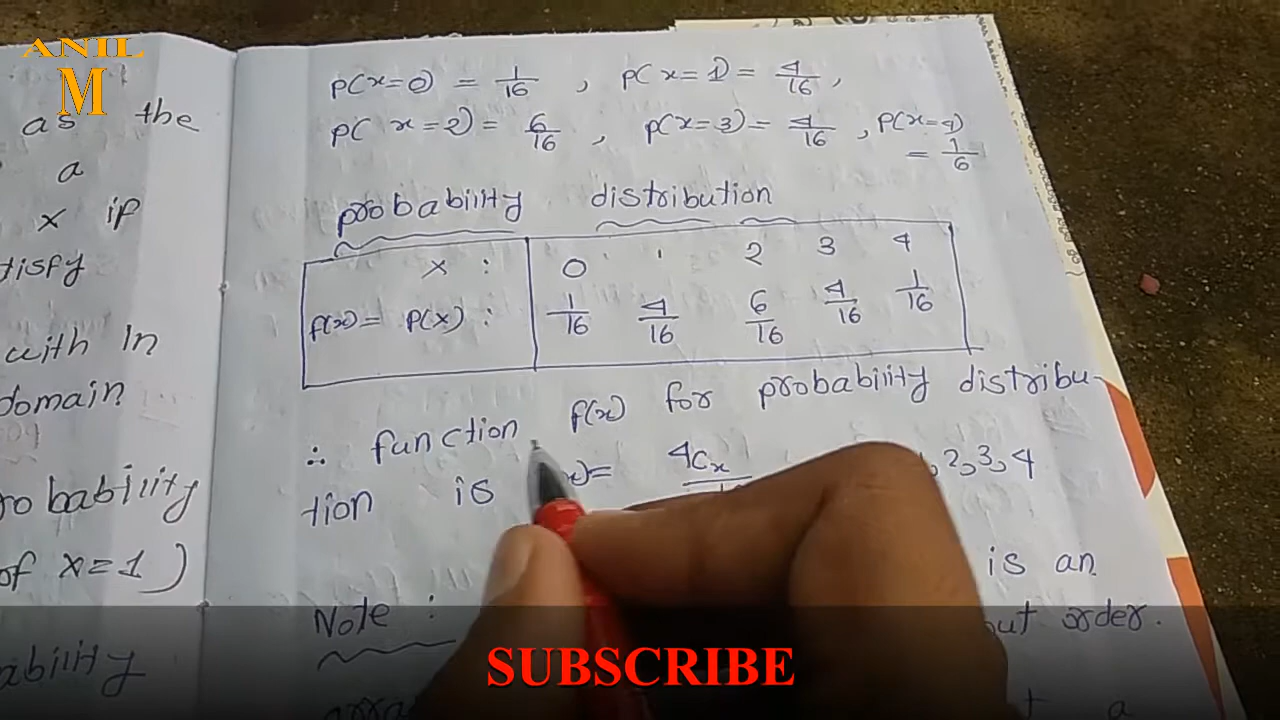 ANIL
M
as the
a
x if
tisfy
with In
domain
robability
of x=1)
ability
P(x=0) = 1/16 , P(x=1) = 4/16 ,
P(x=2) = 6/16 , P(x=3) = 4/16 , P(x=4)
= 1/6
probability distribution
X : 0 1 2 3 4
f(x) = P(X) : 1/16 4/16 6/16 4/16 1/16
∴ function f(x) for probability distribu-
tion is x)= 4Cx , 2, 3, 4
is an
Note : out order.
arra a
SUBSCRIBE